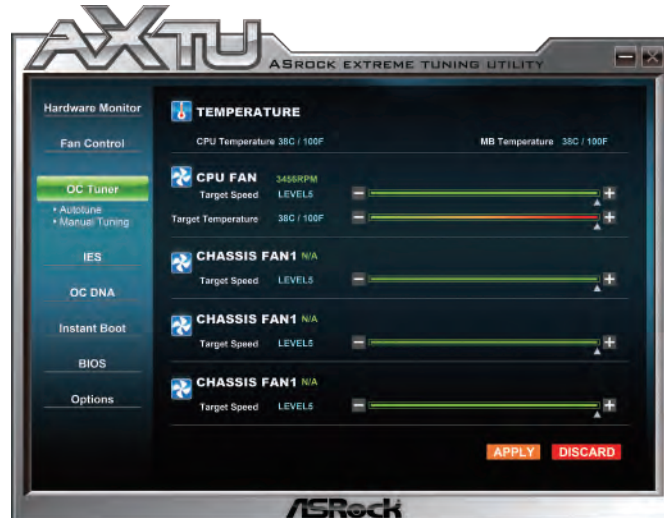 AXTU
ASROCK EXTREME TUNING UTILITY
Hardware Monitor
Fan Control
OC Tuner
• Autotune
• Manual Tuning
IES
OC DNA
Instant Boot
BIOS
Options
TEMPERATURE
CPU Temperature 38C / 100F
MB Temperature 38C / 100F
CPU FAN 3456RPM
Target Speed LEVEL5
Target Temperature 38C / 100F
CHASSIS FAN1 N/A
Target Speed LEVEL5
CHASSIS FAN1 N/A
Target Speed LEVEL5
CHASSIS FAN1 N/A
Target Speed LEVEL5
APPLY DISCARD
ASRock